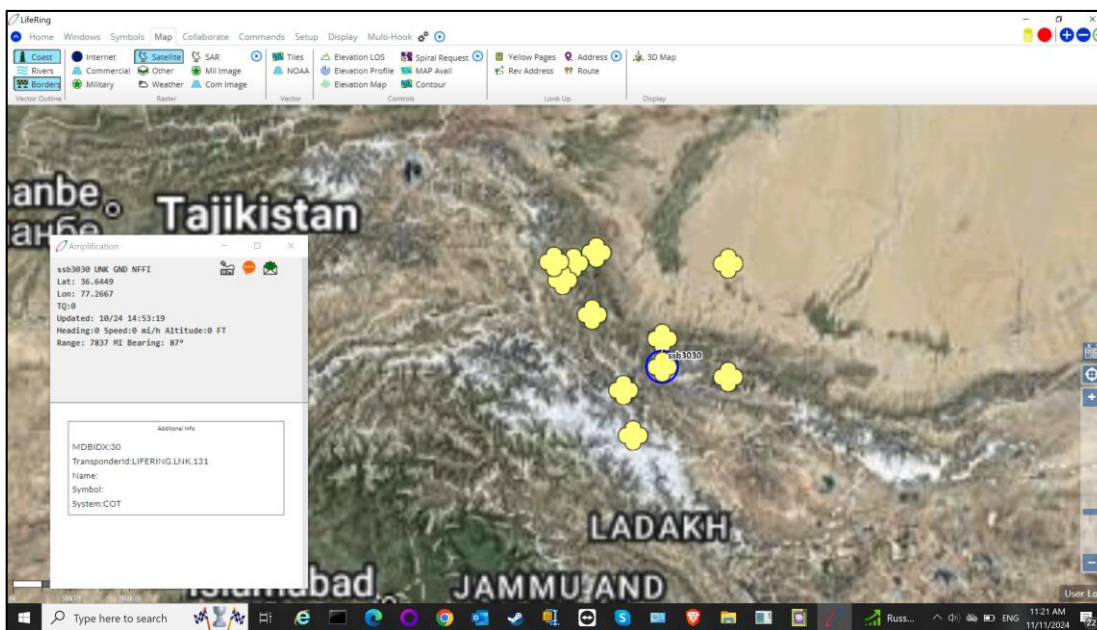 LifeRing
Home Windows Symbols Map Collaborate Commands Setup Display Multi-Hook
Coast Internet Satellite SAR Tiles Elevation LOS Spiral Request Yellow Pages Address 3D Map
Rivers Commercial Other Mil Image NOAA Elevation Profile MAP Avail Rev Address Route
Borders Military Weather Com Image Elevation Map Contour
Vector Outline Raster Vector Controls Look Up Display
anbe
Tajikistan
Amplification
ssb3030 UNK GND NFFI
Lat: 36.6449
Lon: 77.2667
TQ:0
Updated: 10/24 14:53:19
Heading:0 Speed:0 mi/h Altitude:0 FT
Range: 7837 MI Bearing: 87°
ssb3030
Additonal Info
MDBIDX:30
TransponderId:LIFERING.LNK.131
Name:
Symbol:
System:COT
LADAKH
JAMMU AND
User Lo
Type here to search
Russ...
ENG
11:21 AM
11/11/2024
22